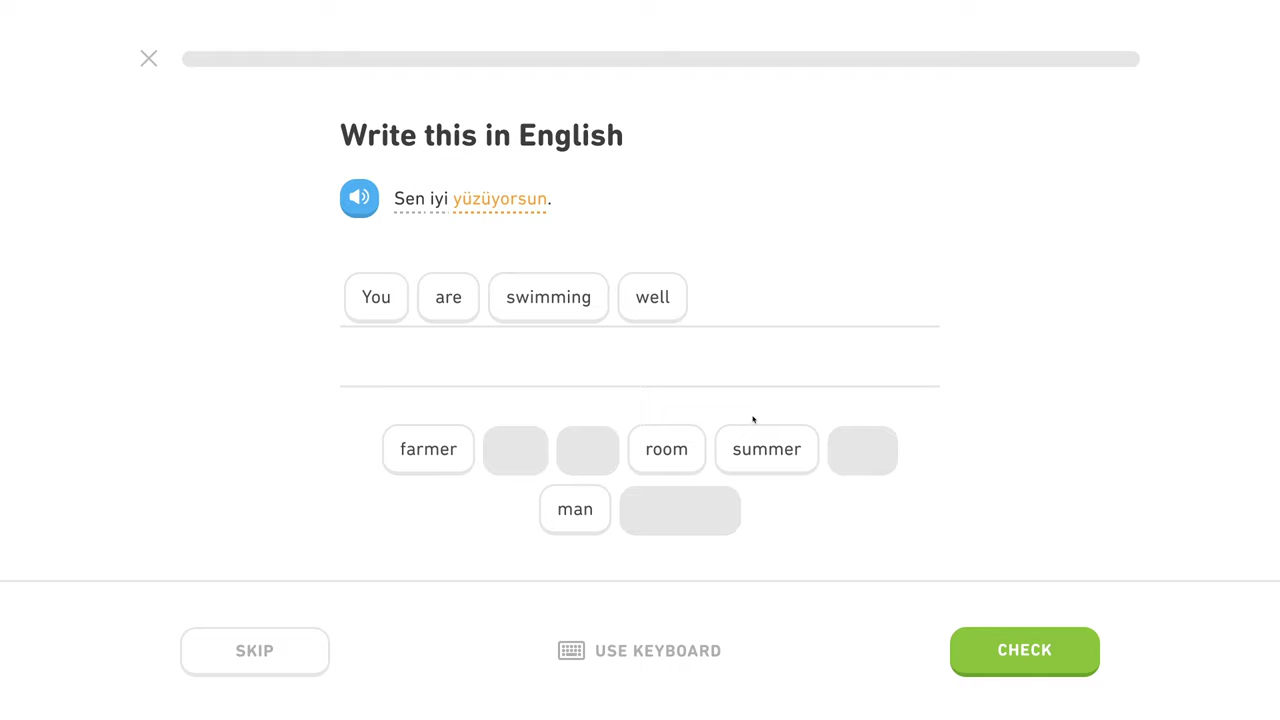 Write this in English
Sen iyi yüzüyorsun.
You are swimming well
farmer room summer
man
SKIP USE KEYBOARD CHECK